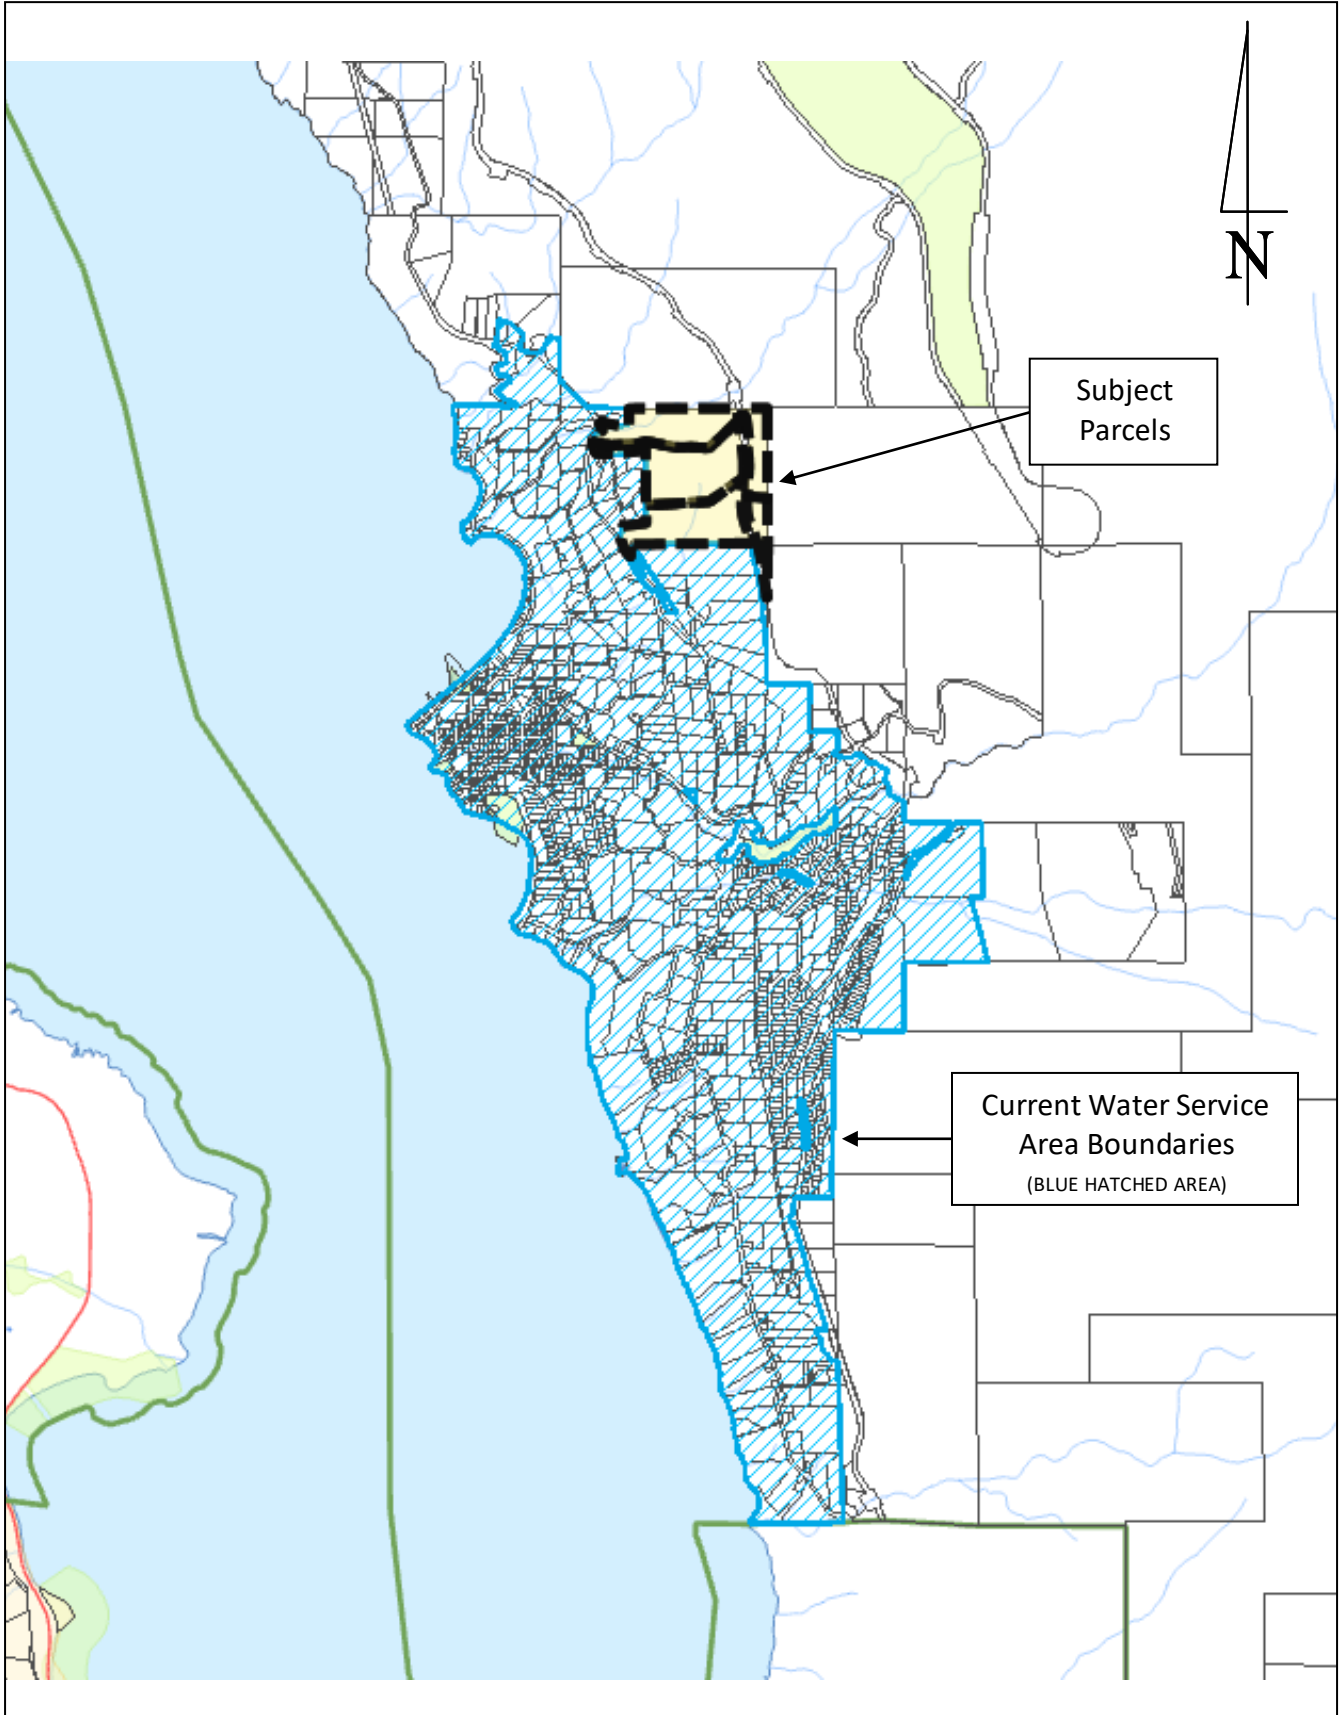 N
Subject
Parcels
Current Water Service
Area Boundaries
(BLUE HATCHED AREA)